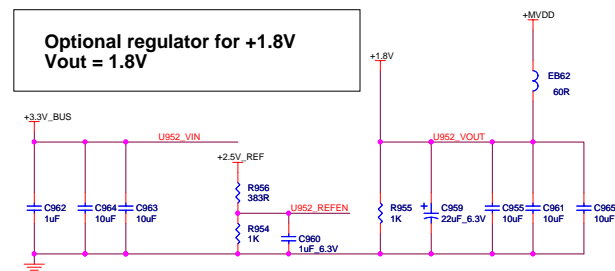 Optional regulator for +1.8V
Vout = 1.8V
+MVDD
+1.8V
EB62
60R
+3.3V_BUS
U952_VIN
U952_VOUT
+2.5V_REF
R956
383R
U952_REFEN
C962
1uF
C964
10uF
C963
10uF
R954
1K
C960
1uF_6.3V
R955
1K
C959
22uF_6.3V
C955
10uF
C961
10uF
C965
10uF